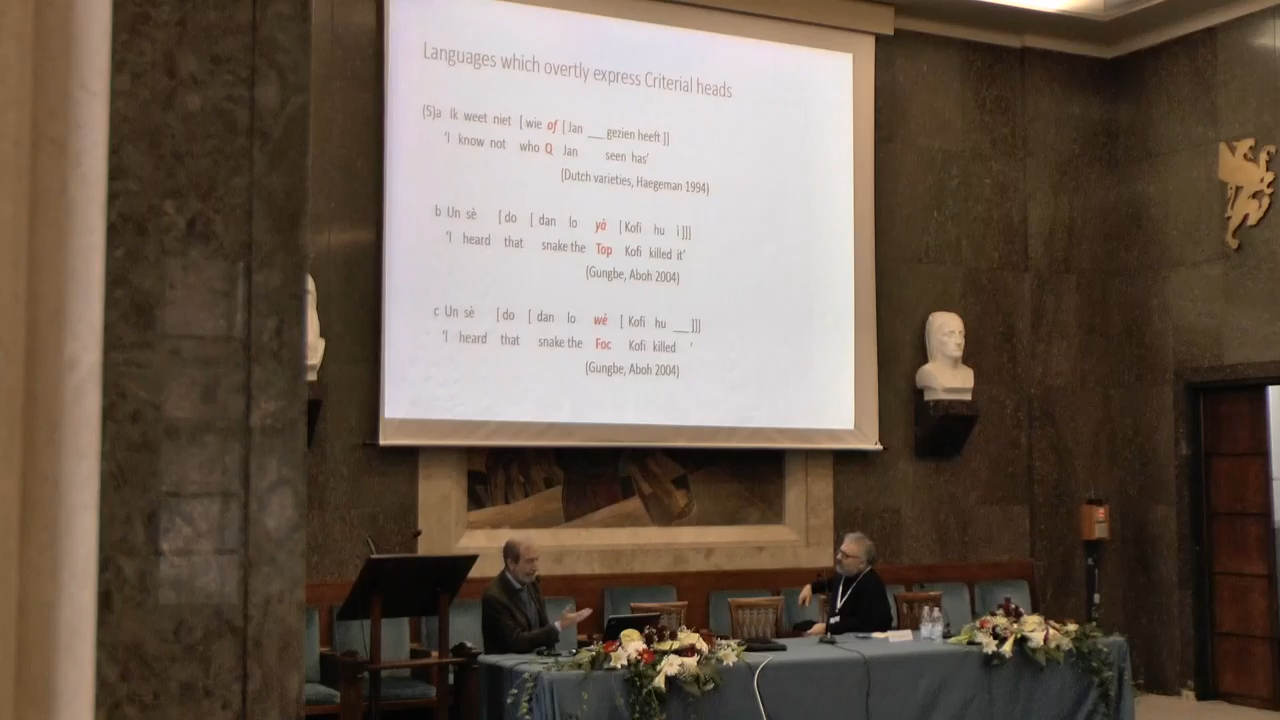 Languages which overtly express Criterial heads
(5)a Ik weet niet [ wie of [ Jan ___ gezien heeft ]]
'I know not who Q Jan seen has'
(Dutch varieties, Haegeman 1994)
b Un sè [ do [ dan lo yà [ Kofi hu ì ]]]
'I heard that snake the Top Kofi killed it'
(Gungbe, Aboh 2004)
c Un sè [ do [ dan lo wè [ Kofi hu ___ ]]]
'I heard that snake the Foc Kofi killed '
(Gungbe, Aboh 2004)